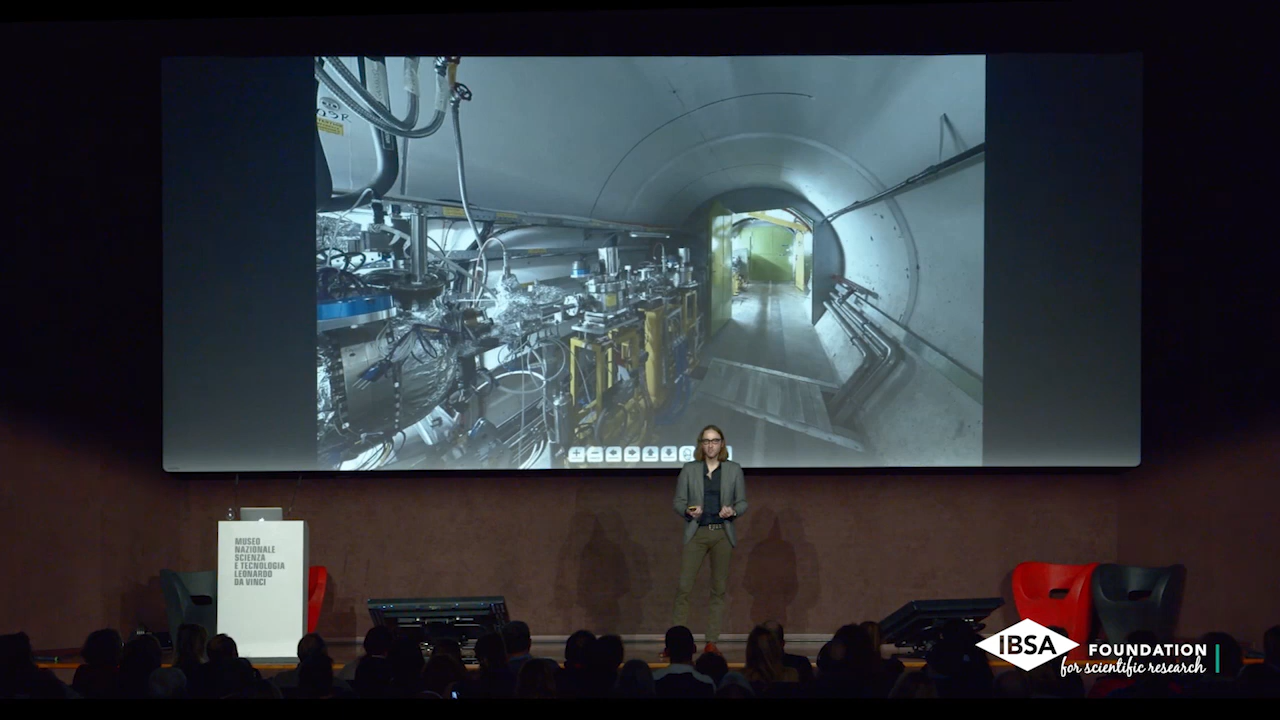 MUSEO
NAZIONALE
SCIENZA
E TECNOLOGIA
LEONARDO
DA VINCI
IBSA
FOUNDATION
for scientific research